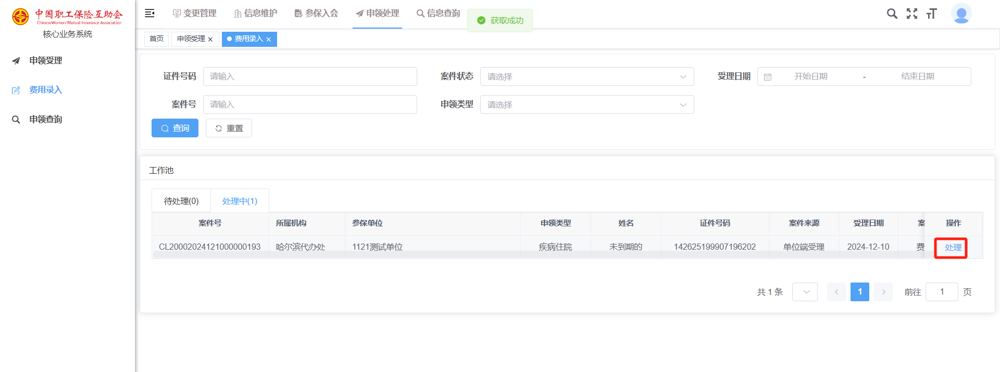 中国职工保险互助会
ChineseWorkers'Mutual Insurance Association
核心业务系统
申领受理
费用录入
申领查询
变更管理 信息维护 参保入会 申领处理 信息查询
获取成功
首页 申领受理 × 费用录入 ×
证件号码 请输入 案件状态 请选择 受理日期 开始日期 - 结束日期
案件号 请输入 申领类型 请选择
查询 重置
工作池
待处理(0) 处理中(1)
案件号 所属机构 参保单位 申领类型 姓名 证件号码 案件来源 受理日期 案 操作
CL20002024121000000193 哈尔滨代办处 1121测试单位 疾病住院 未到期的 142625199907196202 单位端受理 2024-12-10 费 处理
共 1 条 1 前往 1 页